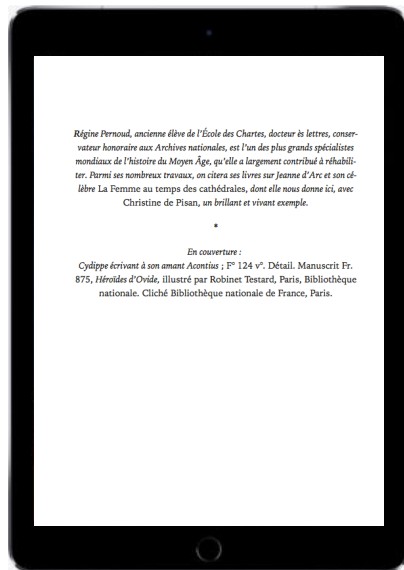 Régine Pernoud, ancienne élève de l'École des Chartes, docteur ès lettres, conser-
vateur honoraire aux Archives nationales, est l'un des plus grands spécialistes
mondiaux de l'histoire du Moyen Âge, qu'elle a largement contribué à réhabili-
ter. Parmi ses nombreux travaux, on citera ses livres sur Jeanne d'Arc et son cé-
lèbre La Femme au temps des cathédrales, dont elle nous donne ici, avec
Christine de Pisan, un brillant et vivant exemple.
*
En couverture :
Cydippe écrivant à son amant Acontius ; F° 124 v°. Détail. Manuscrit Fr.
875, Héroïdes d'Ovide, illustré par Robinet Testard, Paris, Bibliothèque
nationale. Cliché Bibliothèque nationale de France, Paris.